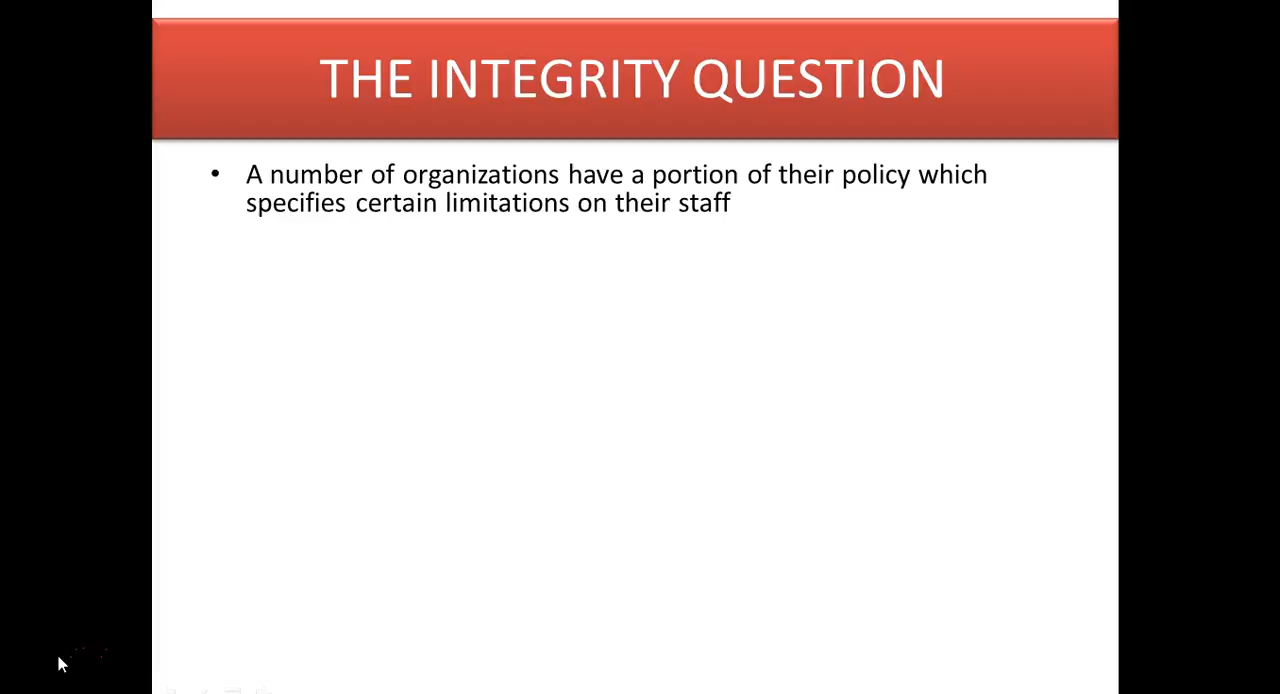 THE INTEGRITY QUESTION
• A number of organizations have a portion of their policy which
specifies certain limitations on their staff